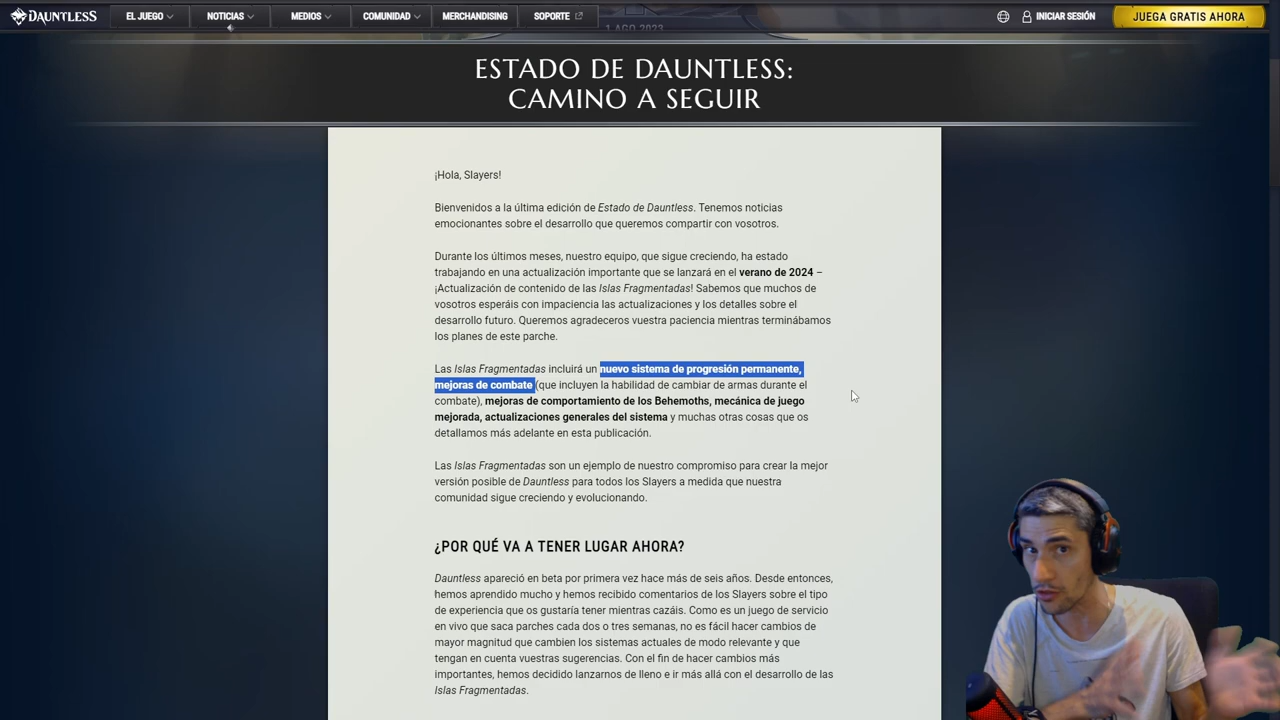 DAUNTLESS
EL JUEGO
NOTICIAS
MEDIOS
COMUNIDAD
MERCHANDISING
SOPORTE
INICIAR SESIÓN
JUEGA GRATIS AHORA
1 AGO 2023
ESTADO DE DAUNTLESS:
CAMINO A SEGUIR
¡Hola, Slayers!
Bienvenidos a la última edición de Estado de Dauntless. Tenemos noticias
emocionantes sobre el desarrollo que queremos compartir con vosotros.
Durante los últimos meses, nuestro equipo, que sigue creciendo, ha estado
trabajando en una actualización importante que se lanzará en el verano de 2024 –
¡Actualización de contenido de las Islas Fragmentadas! Sabemos que muchos de
vosotros esperáis con impaciencia las actualizaciones y los detalles sobre el
desarrollo futuro. Queremos agradeceros vuestra paciencia mientras terminábamos
los planes de este parche.
Las Islas Fragmentadas incluirá un nuevo sistema de progresión permanente,
mejoras de combate (que incluyen la habilidad de cambiar de armas durante el
combate), mejoras de comportamiento de los Behemoths, mecánica de juego
mejorada, actualizaciones generales del sistema y muchas otras cosas que os
detallamos más adelante en esta publicación.
Las Islas Fragmentadas son un ejemplo de nuestro compromiso para crear la mejor
versión posible de Dauntless para todos los Slayers a medida que nuestra
comunidad sigue creciendo y evolucionando.
¿POR QUÉ VA A TENER LUGAR AHORA?
Dauntless apareció en beta por primera vez hace más de seis años. Desde entonces,
hemos aprendido mucho y hemos recibido comentarios de los Slayers sobre el tipo
de experiencia que os gustaría tener mientras cazáis. Como es un juego de servicio
en vivo que saca parches cada dos o tres semanas, no es fácil hacer cambios de
mayor magnitud que cambien los sistemas actuales de modo relevante y que
tengan en cuenta vuestras sugerencias. Con el fin de hacer cambios más
importantes, hemos decidido lanzarnos de lleno e ir más allá con el desarrollo de las
Islas Fragmentadas.